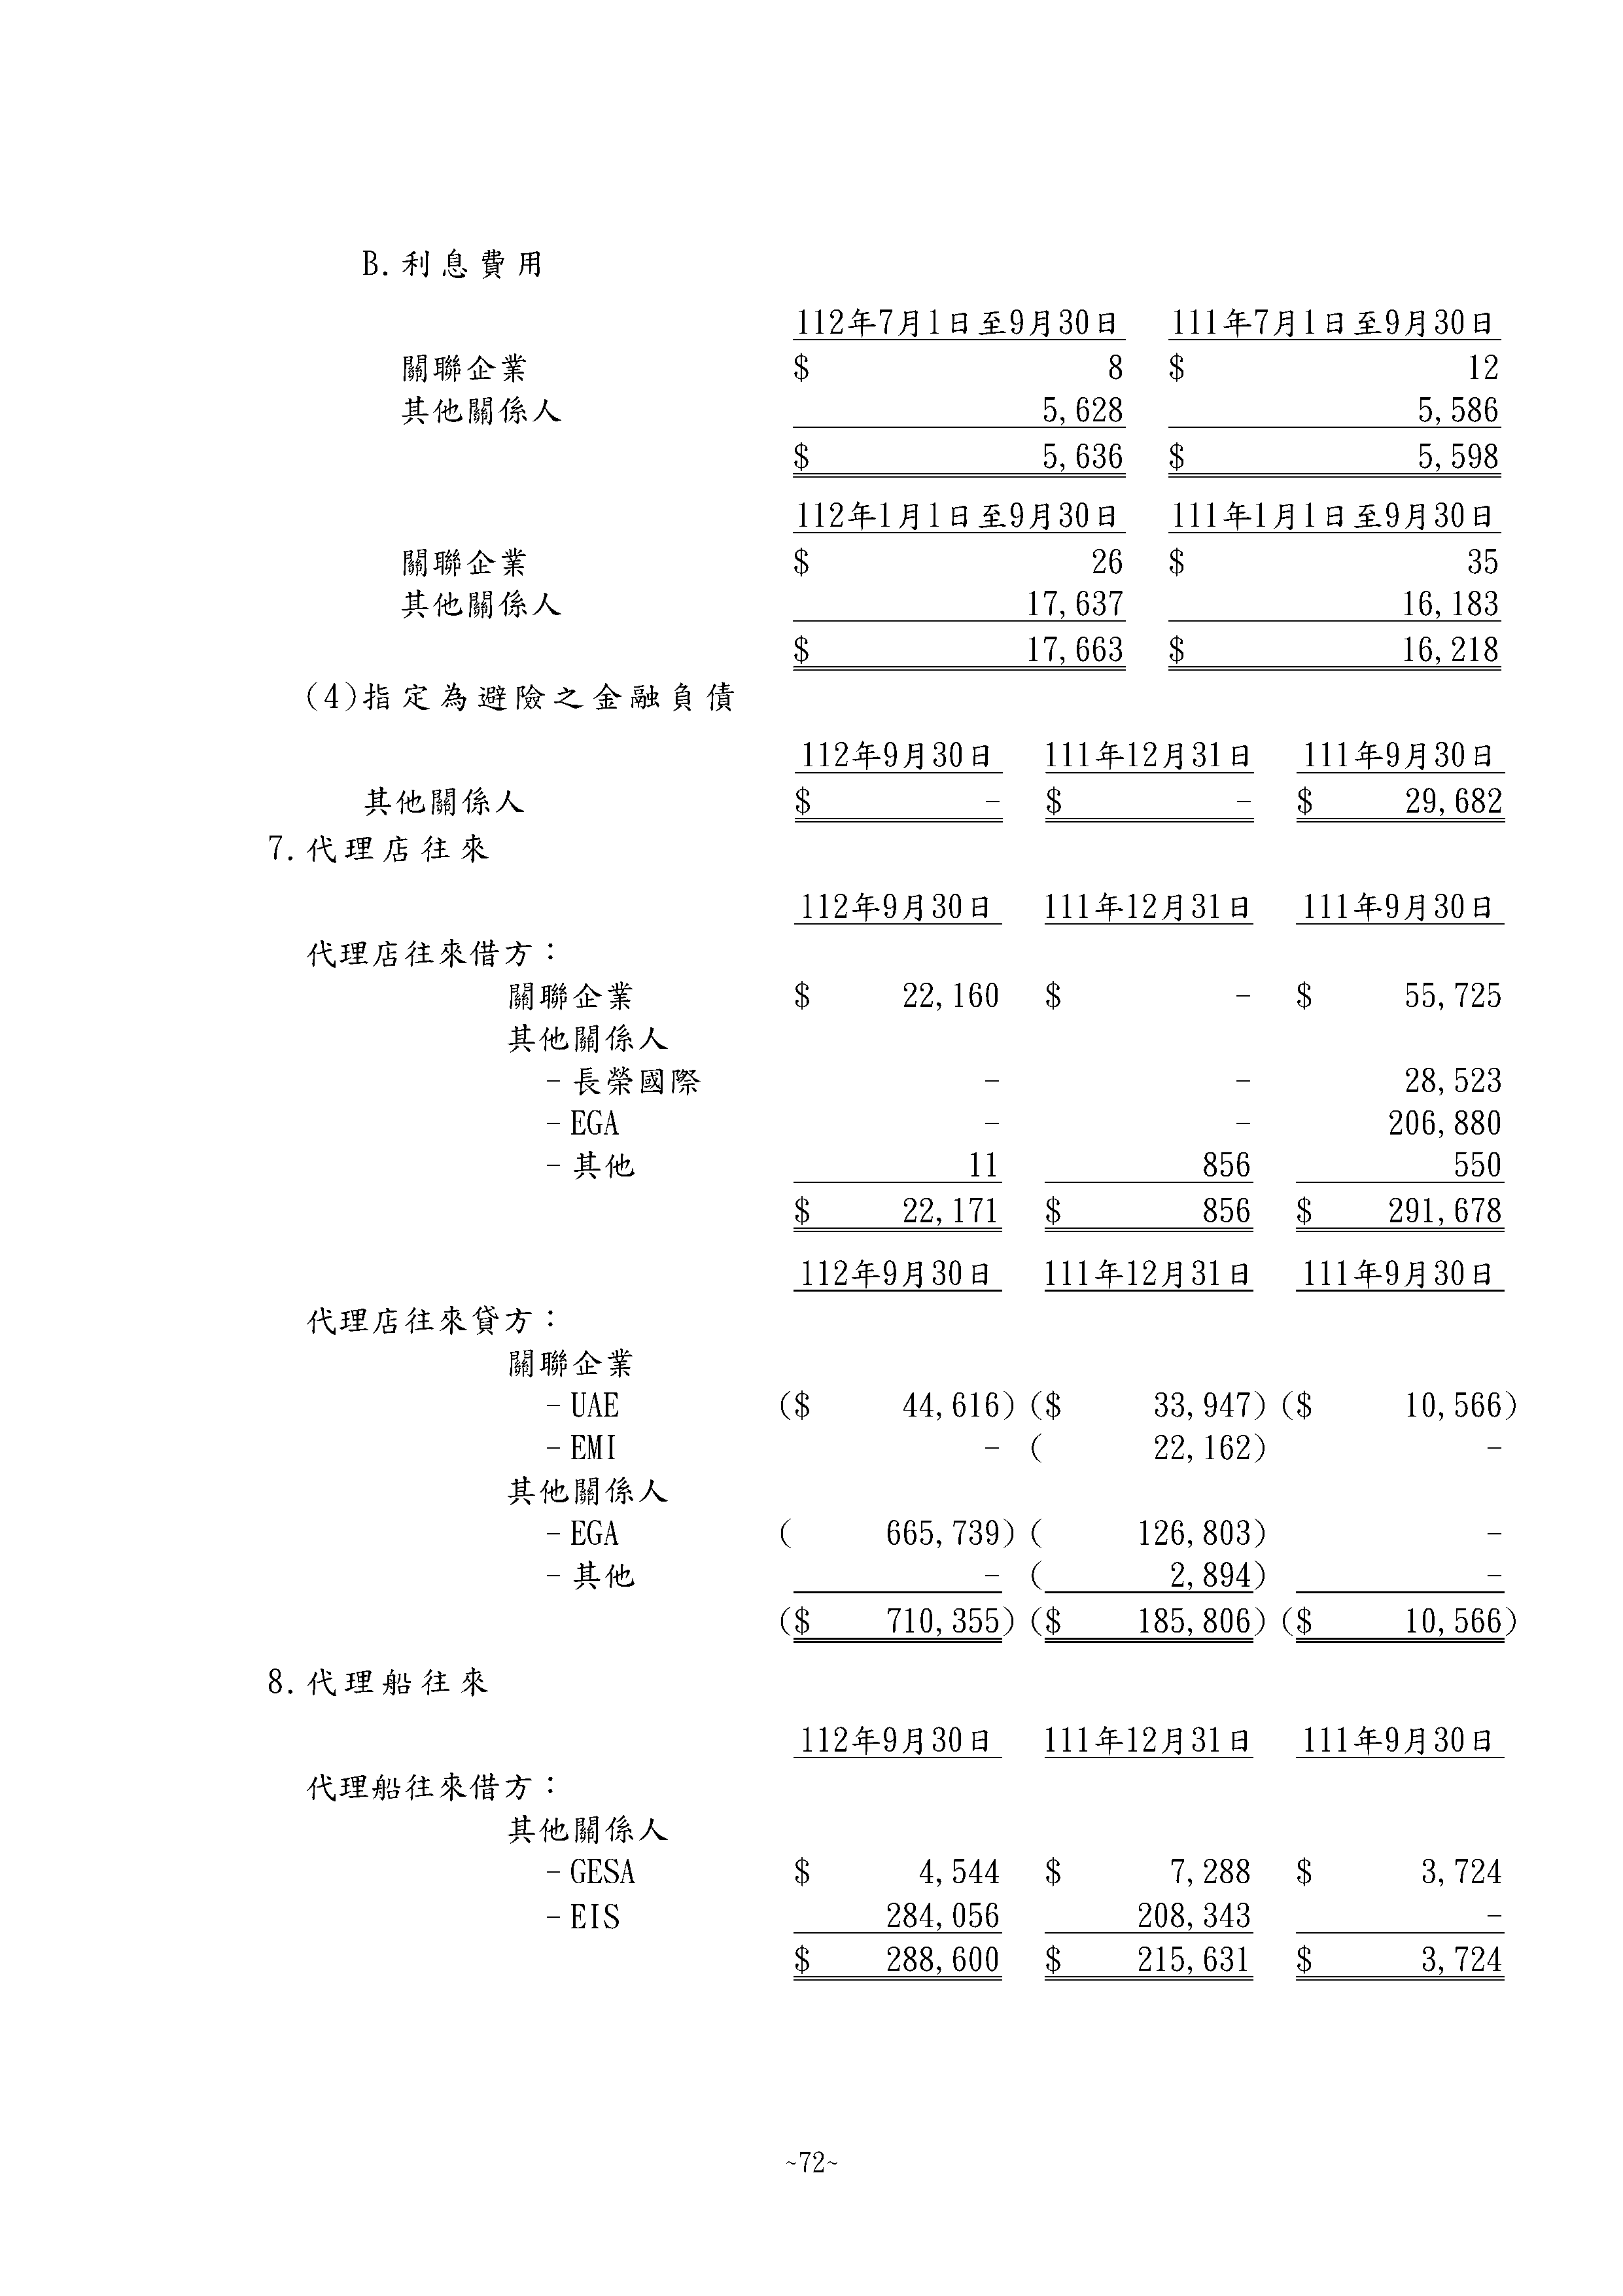 B. 利息費用
112年7月1日至9月30日 111年7月1日至9月30日
關聯企業 $ 8 $ 12
其他關係人 5,628 5,586
$ 5,636 $ 5,598
112年1月1日至9月30日 111年1月1日至9月30日
關聯企業 $ 26 $ 35
其他關係人 17,637 16,183
$ 17,663 $ 16,218
(4)指定為避險之金融負債
112年9月30日 111年12月31日 111年9月30日
其他關係人 $ - $ - $ 29,682
7. 代理店往來
112年9月30日 111年12月31日 111年9月30日
代理店往來借方：
關聯企業 $ 22,160 $ - $ 55,725
其他關係人
-長榮國際 - - 28,523
-EGA - - 206,880
-其他 11 856 550
$ 22,171 $ 856 $ 291,678
112年9月30日 111年12月31日 111年9月30日
代理店往來貸方：
關聯企業
-UAE ($ 44,616) ($ 33,947) ($ 10,566)
-EMI - ( 22,162) -
其他關係人
-EGA ( 665,739) ( 126,803) -
-其他 - ( 2,894) -
($ 710,355) ($ 185,806) ($ 10,566)
8. 代理船往來
112年9月30日 111年12月31日 111年9月30日
代理船往來借方：
其他關係人
-GESA $ 4,544 $ 7,288 $ 3,724
-EIS 284,056 208,343 -
$ 288,600 $ 215,631 $ 3,724
~72~